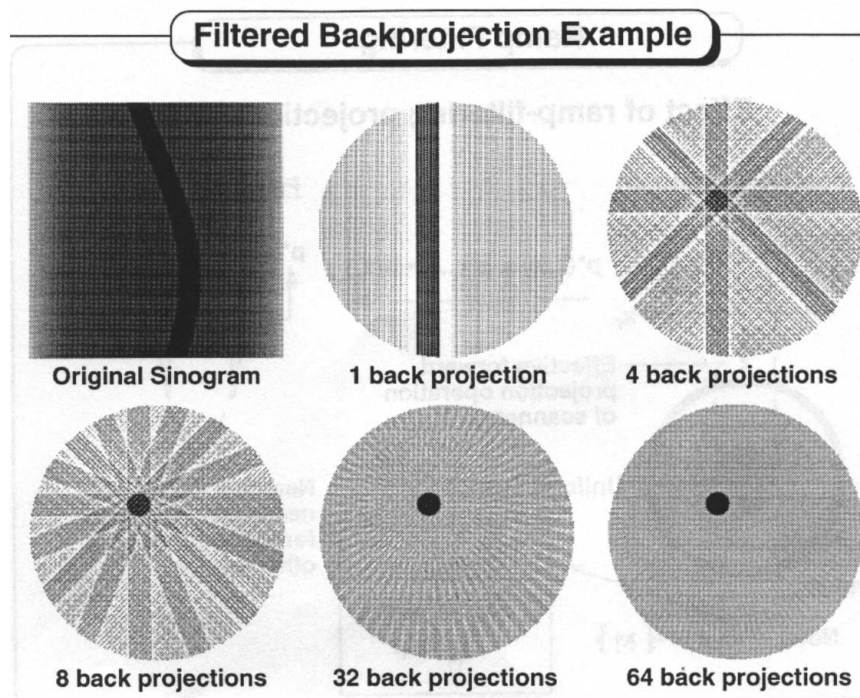 Filtered Backprojection Example
Original Sinogram
1 back projection
4 back projections
8 back projections
32 back projections
64 back projections